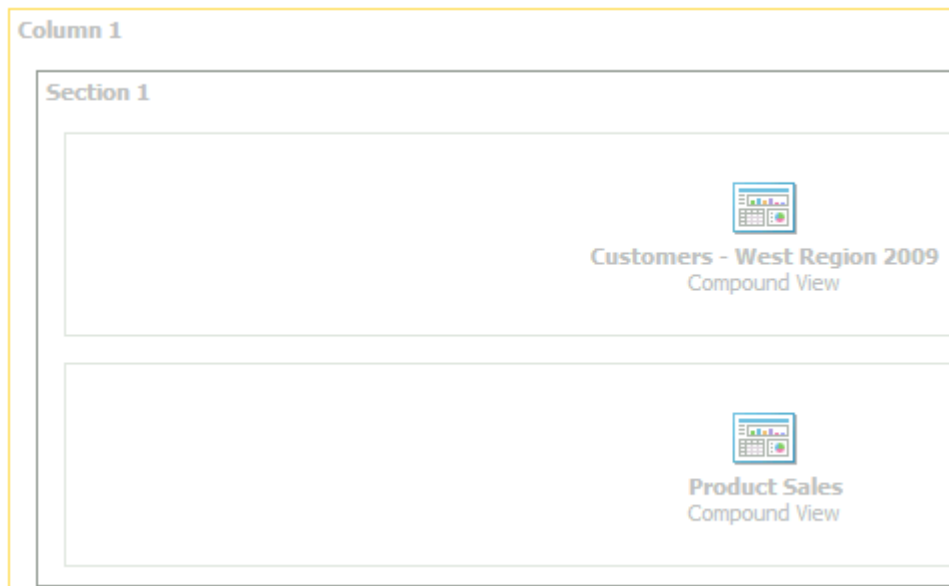 Column 1
Section 1
Customers - West Region 2009
Compound View
Product Sales
Compound View